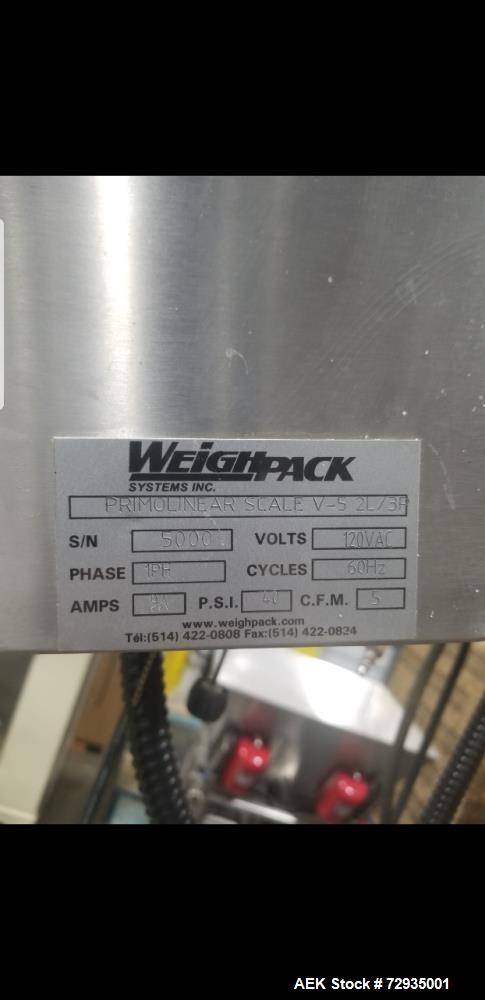 WEIGHPACK
SYSTEMS INC.
PRIMOLINEAR SCALE V-5 2L/3P
S/N 5000 VOLTS 120VAC
PHASE 1PH CYCLES 60Hz
AMPS P.S.I. 40 C.F.M. 5
www.weighpack.com
Tél:(514) 422-0808 Fax:(514) 422-0834
AEK Stock # 72935001